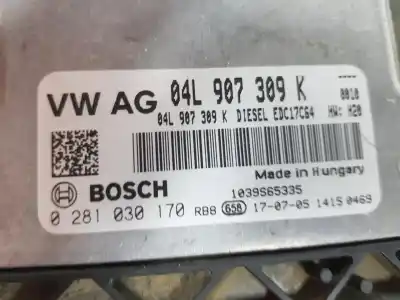 VW AG 04L 907 309 K
04L 907 309 K DIESEL EDC17C64
0010
HW: H20
Made in Hungary
BOSCH
1039S65335
0 281 030 170 RBB 658 17-07-05 1415 0469